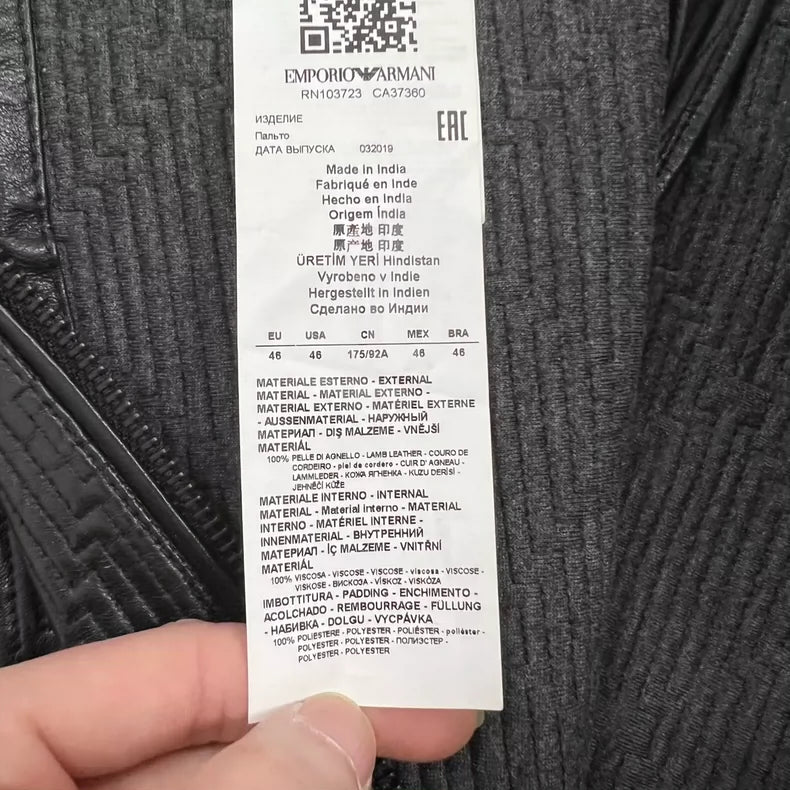 EMPORIO ARMANI
RN103723 CA37360
ИЗДЕЛИЕ
Пальто
EAC
ДАТА ВЫПУСКА 032019
Made in India
Fabriqué en Inde
Hecho en India
Origem Índia
原産地 印度
原产地 印度
ÜRETİM YERİ Hindistan
Vyrobeno v Indie
Hergestellt in Indien
Сделано во Индии
EU USA CN MEX BRA
46 46 175/92A 46 46
MATERIALE ESTERNO - EXTERNAL
MATERIAL - MATERIAL EXTERNO -
MATERIAL EXTERNO - MATÉRIEL EXTERNE
- AUSSENMATERIAL - НАРУЖНЫЙ
МАТЕРИАЛ - DIŞ MALZEME - VNĚJŠÍ
MATERIÁL
100% PELLE DI AGNELLO - LAMB LEATHER - COURO DE
CORDEIRO - piel de cordero - CUIR D'AGNEAU -
LAMMLEDER - КОЖА ЯГНЕНКА - KUZU DERİSİ -
JEHNĚČÍ KŮŽE
MATERIALE INTERNO - INTERNAL
MATERIAL - Material interno - MATERIAL
INTERNO - MATÉRIEL INTERNE -
INNENMATERIAL - ВНУТРЕННИЙ
МАТЕРИАЛ - İÇ MALZEME - VNITŘNÍ
MATERIÁL
100% VISCOSA - VISCOSE - VISCOSE - viscosa - VISCOSE -
VISKOSE - ВИСКОЗА - VİSKOZ - VISKÓZA
IMBOTTITURA - PADDING - ENCHIMENTO -
ACOLCHADO - REMBOURRAGE - FÜLLUNG
- НАБИВКА - DOLGU - VYCPÁVKA
100% POLIESTERE - POLYESTER - POLIÉSTER - poliéster -
POLYESTER - POLYESTER - ПОЛИЭСТЕР -
POLYESTER - POLYESTER